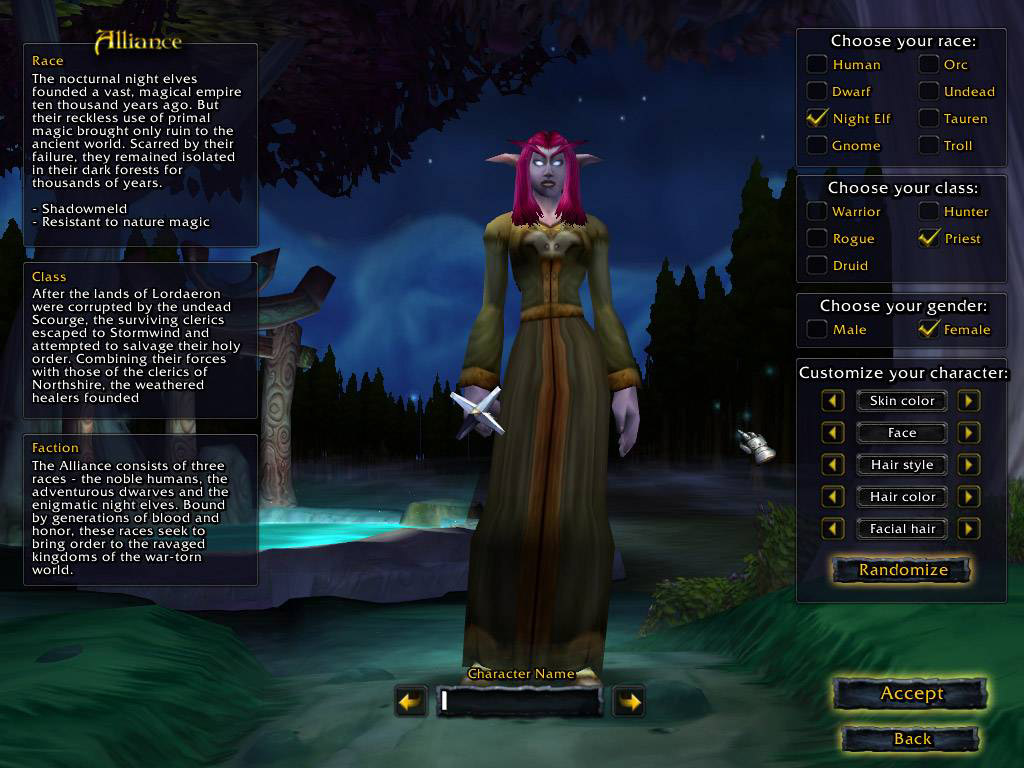 Alliance
Race
The nocturnal night elves
founded a vast, magical empire
ten thousand years ago. But
their reckless use of primal
magic brought only ruin to the
ancient world. Scarred by their
failure, they remained isolated
in their dark forests for
thousands of years.
- Shadowmeld
- Resistant to nature magic
Class
After the lands of Lordaeron
were corrupted by the undead
Scourge, the surviving clerics
escaped to Stormwind and
attempted to salvage their holy
order. Combining their forces
with those of the clerics of
Northshire, the weathered
healers founded
Faction
The Alliance consists of three
races - the noble humans, the
adventurous dwarves and the
enigmatic night elves. Bound
by generations of blood and
honor, these races seek to
bring order to the ravaged
kingdoms of the war-torn
world.
Character Name
Choose your race:
Human Orc
Dwarf Undead
Night Elf Tauren
Gnome Troll
Choose your class:
Warrior Hunter
Rogue Priest
Druid
Choose your gender:
Male Female
Customize your character:
Skin color
Face
Hair style
Hair color
Facial hair
Randomize
Accept
Back